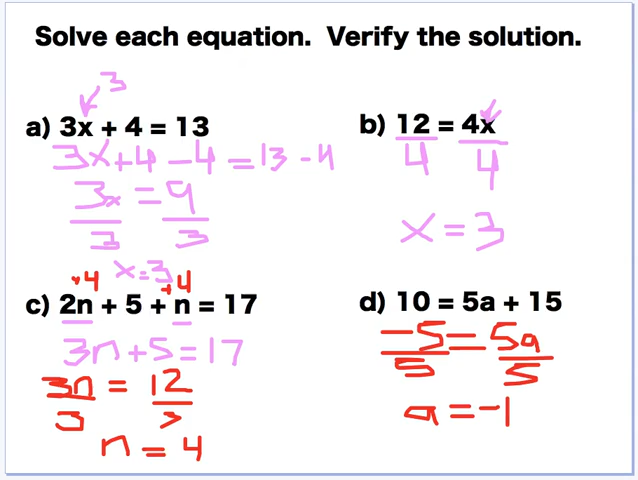 Solve each equation. Verify the solution.
3
a) 3x + 4 = 13
3x+4 -4 =13 -4
3x = 9
3 3
x=3
b) 12 = 4x
4 4
x = 3
·4 +4
c) 2n + 5 + n = 17
3n+5=17
3n = 12
3 3
n = 4
d) 10 = 5a + 15
-5 = 5a
5 5
a = -1